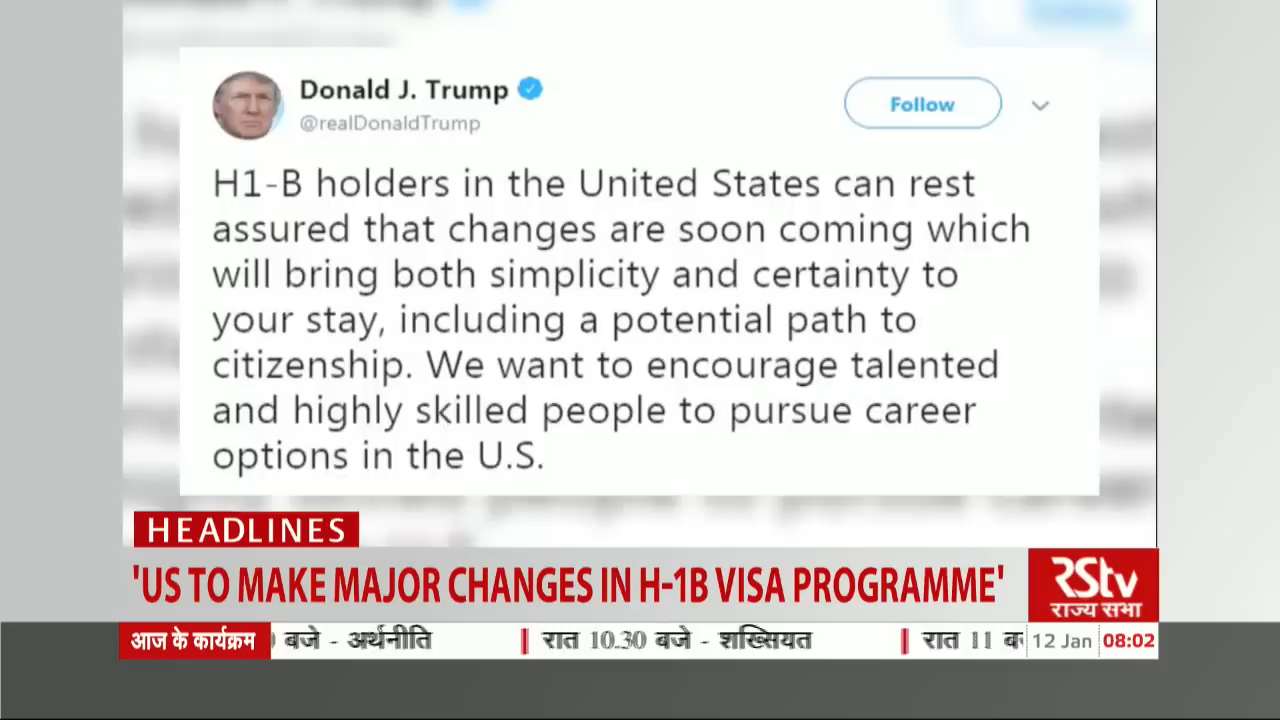 Donald J. Trump
Follow
@realDonaldTrump
H1-B holders in the United States can rest
assured that changes are soon coming which
will bring both simplicity and certainty to
your stay, including a potential path to
citizenship. We want to encourage talented
and highly skilled people to pursue career
options in the U.S.
HEADLINES
'US TO MAKE MAJOR CHANGES IN H-1B VISA PROGRAMME'
RStv
राज्य सभा
आज के कार्यक्रम बजे - अर्थनीति | रात 10.30 बजे - शख्सियत | रात 11 12 Jan 08:02